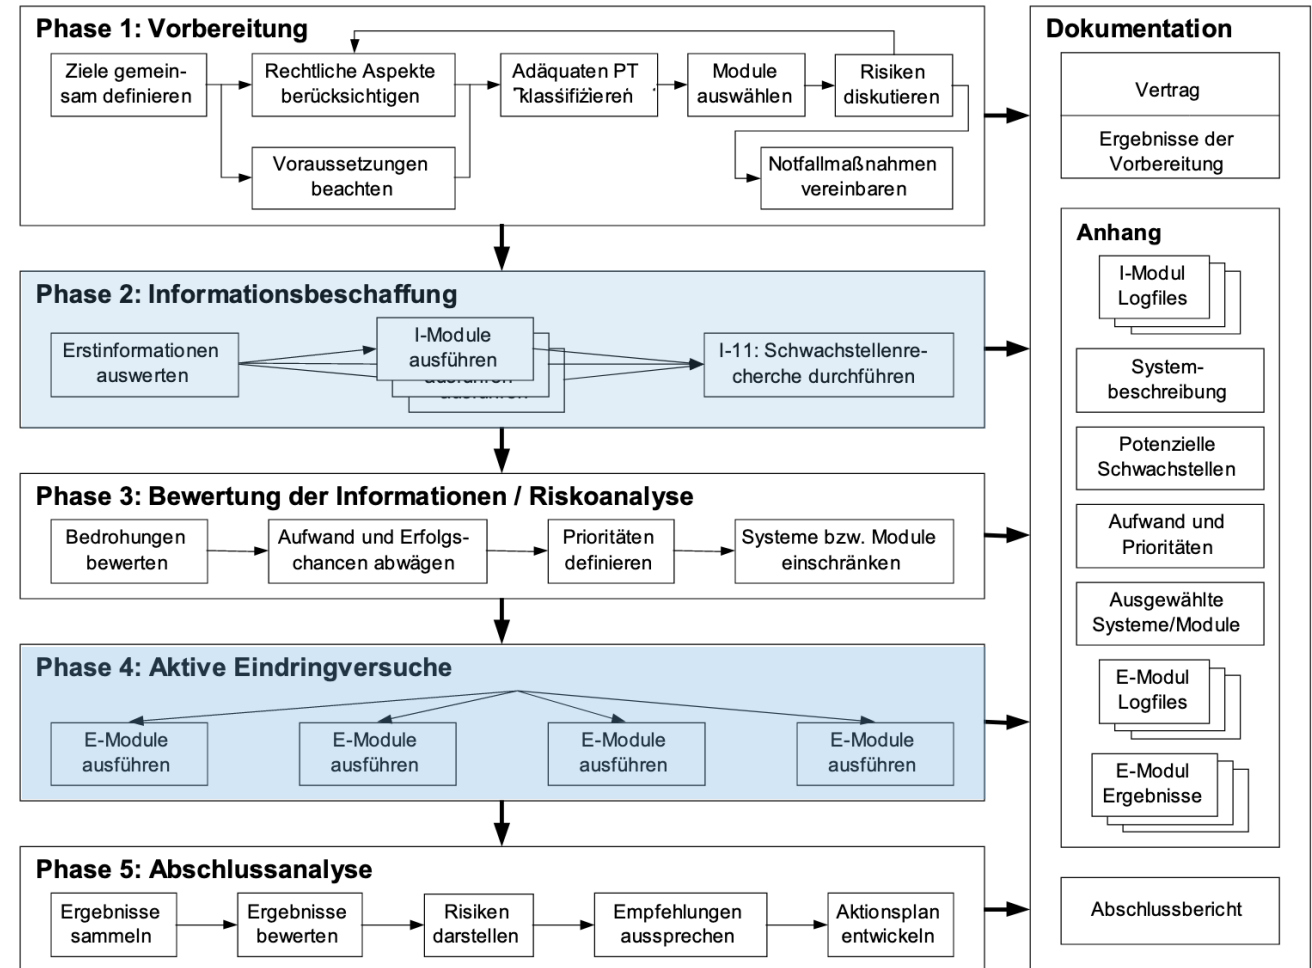 Phase 1: Vorbereitung
Ziele gemein-
sam definieren
Rechtliche Aspekte
berücksichtigen
Voraussetzungen
beachten
Adäquaten PT
klassifizieren
Module
auswählen
Risiken
diskutieren
Notfallmaßnahmen
vereinbaren
Phase 2: Informationsbeschaffung
Erstinformationen
auswerten
I-Module
ausführen
ausführen
ausführen
I-11: Schwachstellenre-
cherche durchführen
Phase 3: Bewertung der Informationen / Riskoanalyse
Bedrohungen
bewerten
Aufwand und Erfolgs-
chancen abwägen
Prioritäten
definieren
Systeme bzw. Module
einschränken
Phase 4: Aktive Eindringversuche
E-Module
ausführen
E-Module
ausführen
E-Module
ausführen
E-Module
ausführen
Phase 5: Abschlussanalyse
Ergebnisse
sammeln
Ergebnisse
bewerten
Risiken
darstellen
Empfehlungen
aussprechen
Aktionsplan
entwickeln
Dokumentation
Vertrag
Ergebnisse der
Vorbereitung
Anhang
I-Modul
Logfiles
System-
beschreibung
Potenzielle
Schwachstellen
Aufwand und
Prioritäten
Ausgewählte
Systeme/Module
E-Modul
Logfiles
E-Modul
Ergebnisse
Abschlussbericht